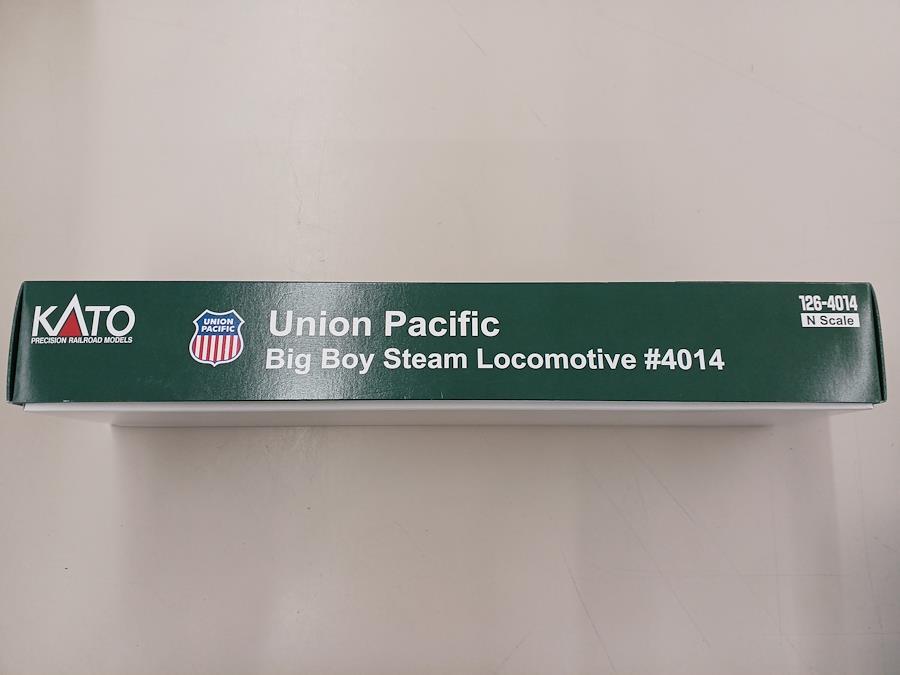 KATO
PRECISION RAILROAD MODELS
UNION
PACIFIC
Union Pacific
Big Boy Steam Locomotive #4014
126-4014
N Scale